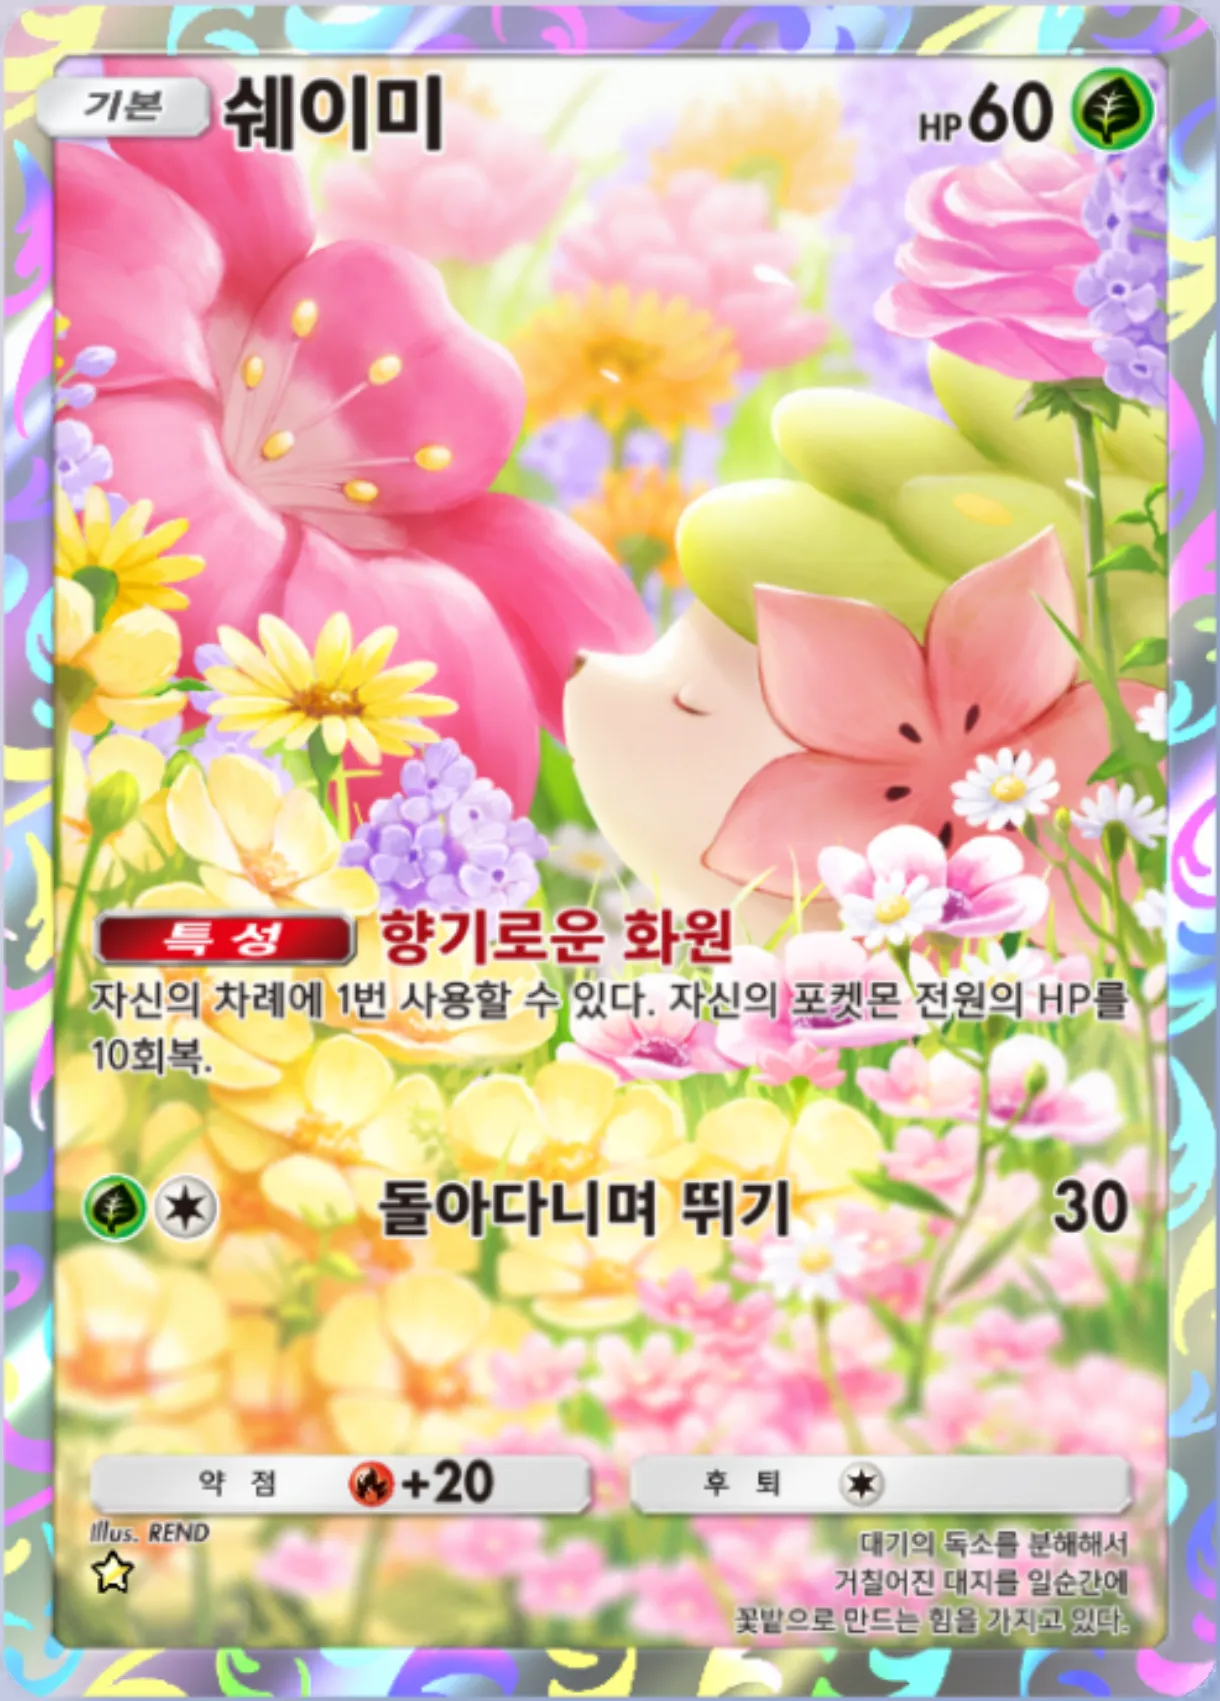 기본 쉐이미 HP 60
특성 향기로운 화원
자신의 차례에 1번 사용할 수 있다. 자신의 포켓몬 전원의 HP를
10회복.
돌아다니며 뛰기 30
약점 +20 후퇴
Illus. REND
대기의 독소를 분해해서
거칠어진 대지를 일순간에
꽃밭으로 만드는 힘을 가지고 있다.